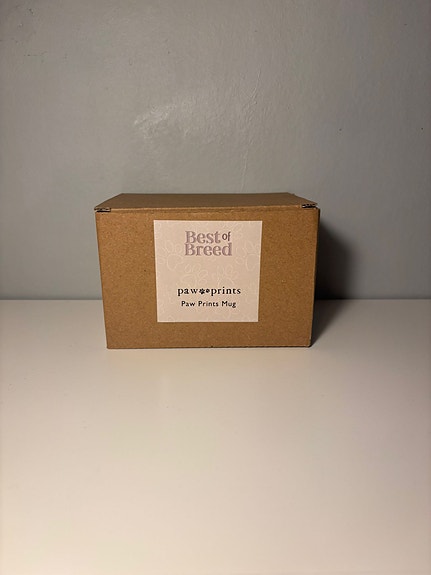 Best of
Breed
paw prints
Paw Prints Mug